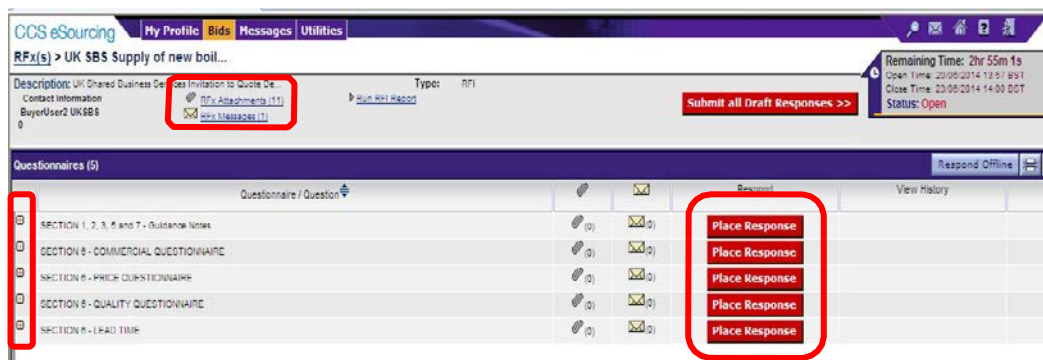 CCS eSourcing My Profile Bids Messages Utilities
RFx(s) > UK SBS Supply of new boil...
Remaining Time: 2hr 55m 1s
Description: UK Shared Business Services Invitation to Quote De... Type: RFI
Open Time: 20/06/2014 13:57 BST
Contact Information RFx Attachments (11) Run RFI Report
Close Time: 23/06/2014 14:00 BST
BuyerUser2 UKSBS RFx Messages (1) Submit all Draft Responses >> Status: Open
0
Questionnaires (5) Respond Offline
Questionnaire / Question Respond View History
SECTION 1, 2, 3, 5 and 7 - Guidance Notes (0) (0) Place Response
SECTION 6 - COMMERCIAL QUESTIONNAIRE (0) (0) Place Response
SECTION 6 - PRICE QUESTIONNAIRE (0) (0) Place Response
SECTION 6 - QUALITY QUESTIONNAIRE (0) (0) Place Response
SECTION 6 - LEAD TIME (0) (0) Place Response